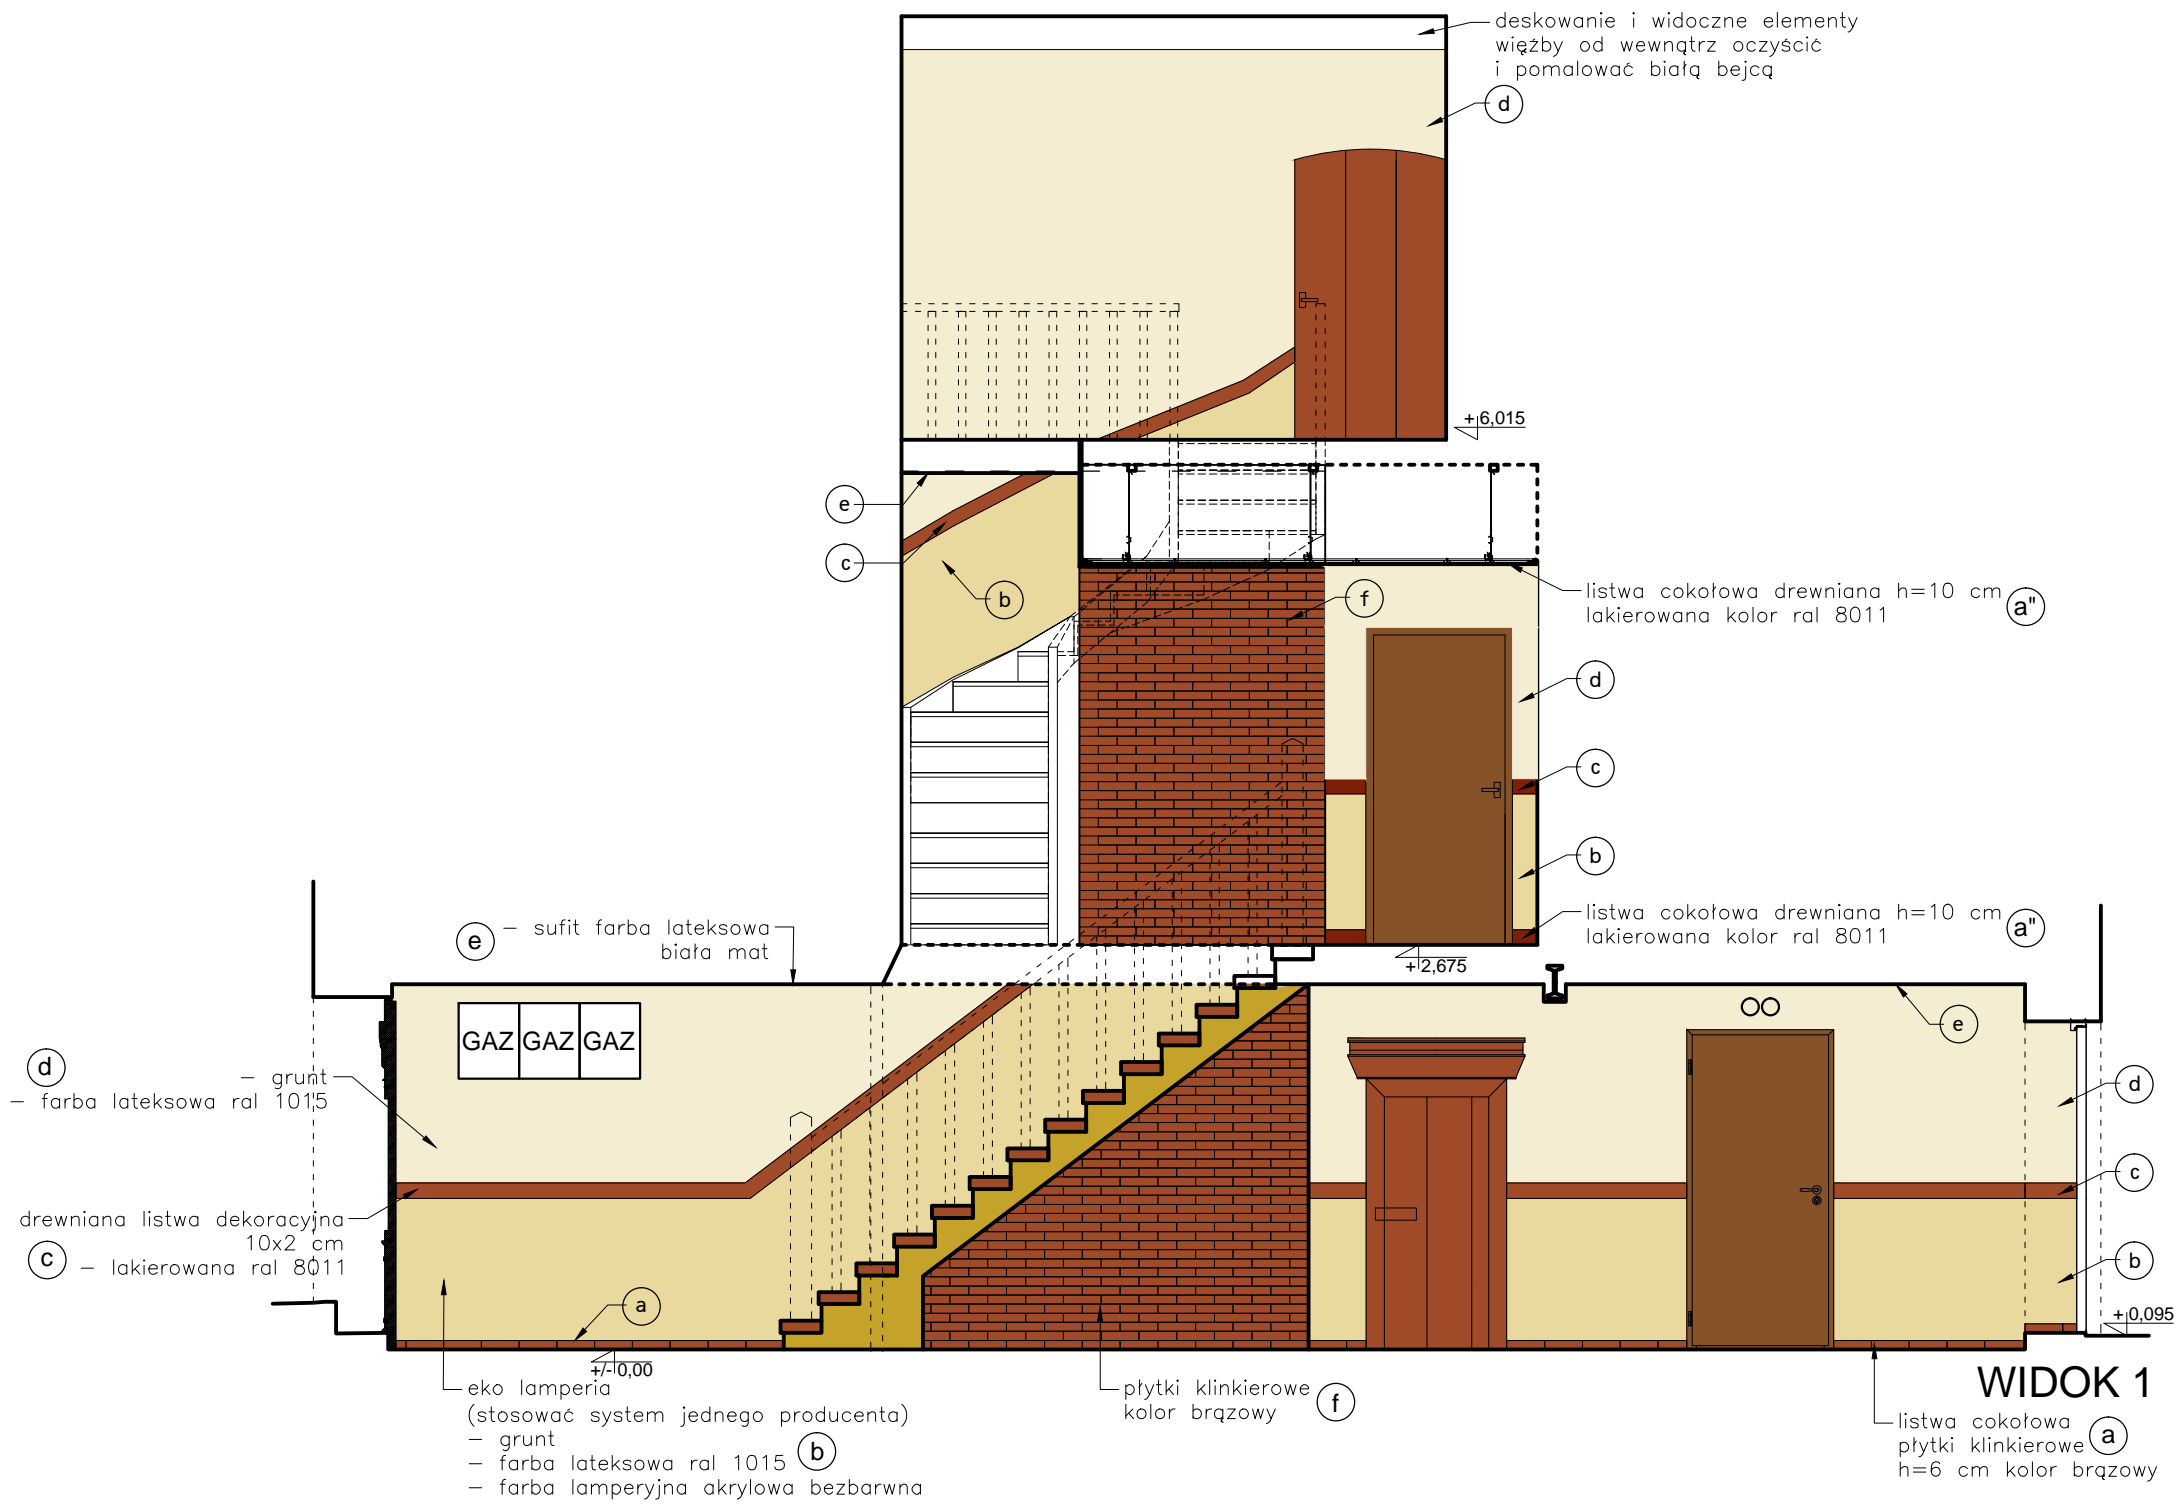 deskowanie i widoczne elementy
więźby od wewnątrz oczyścić
i pomalować białą bejcą
d
+6,015
e
c
b
f
listwa cokołowa drewniana h=10 cm
lakierowana kolor ral 8011
a"
d
c
b
listwa cokołowa drewniana h=10 cm
lakierowana kolor ral 8011
a"
+2,675
e
– sufit farba lateksowa
biała mat
GAZ GAZ GAZ
e
d
– grunt
– farba lateksowa ral 1015
d
c
b
drewniana listwa dekoracyjna
10x2 cm
c
– lakierowana ral 8011
a
+0,095
+/-0,00
WIDOK 1
eko lamperia
(stosować system jednego producenta)
– grunt
– farba lateksowa ral 1015
b
– farba lamperyjna akrylowa bezbarwna
płytki klinkierowe
kolor brązowy
f
listwa cokołowa
płytki klinkierowe
a
h=6 cm kolor brązowy